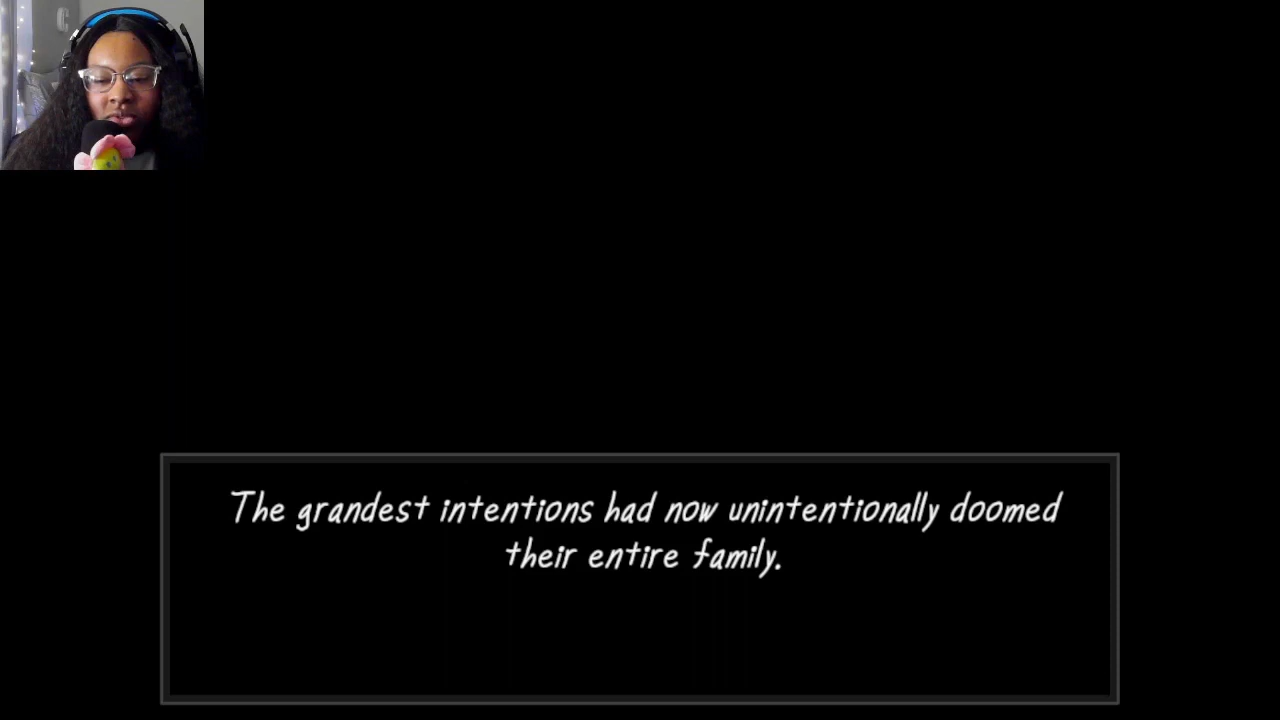 The grandest intentions had now unintentionally doomed
their entire family.